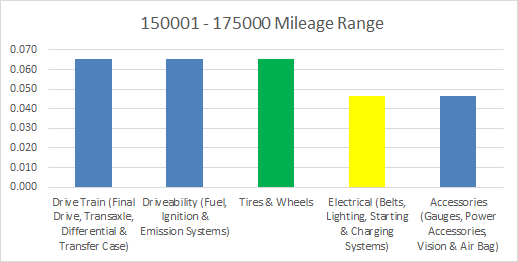 150001 - 175000 Mileage Range
0.070
0.060
0.050
0.040
0.030
0.020
0.010
0.000
Drive Train (Final
Drive, Transaxle,
Differential &
Transfer Case)
Driveability (Fuel,
Ignition &
Emission Systems)
Tires & Wheels
Electrical (Belts,
Lighting, Starting
& Charging
Systems)
Accessories
(Gauges, Power
Accessories,
Vision & Air Bag)